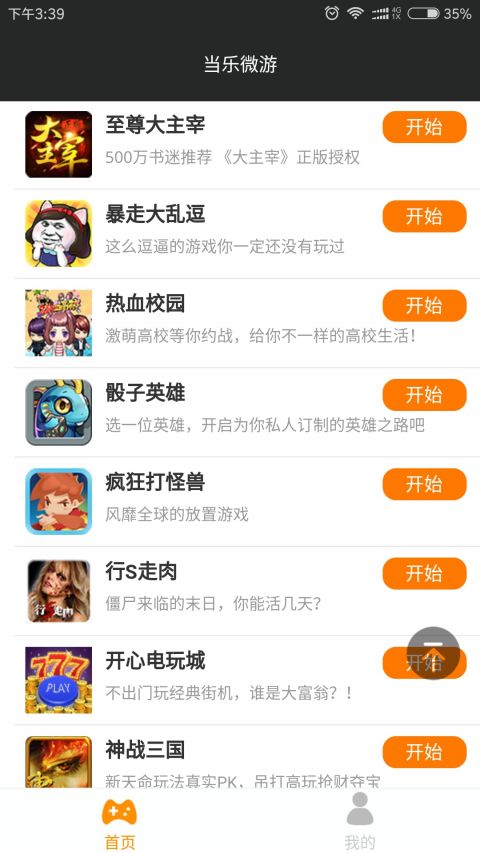 下午3:39
4G
1X
35%
当乐微游
大主宰
至尊大主宰
开始
500万书迷推荐 《大主宰》正版授权
暴走大乱逗
开始
这么逗逼的游戏你一定还没有玩过
热血校园
开始
激萌高校等你约战，给你不一样的高校生活！
骰子英雄
开始
选一位英雄，开启为你私人订制的英雄之路吧
疯狂打怪兽
开始
风靡全球的放置游戏
行S走肉
开始
僵尸来临的末日，你能活几天？
777
PLAY
开心电玩城
开始
不出门玩经典街机，谁是大富翁？！
神战三国
开始
新天命玩法真实PK，吊打高玩抢财夺宝
首页
我的